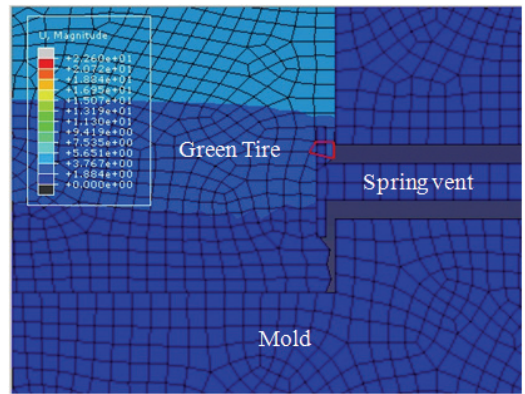 U, Magnitude
+2.260e+01
+2.072e+01
+1.884e+01
+1.695e+01
+1.507e+01
+1.319e+01
+1.130e+01
+9.419e+00
+7.535e+00
+5.651e+00
+3.767e+00
+1.884e+00
+0.000e+00
Green Tire
Spring vent
Mold